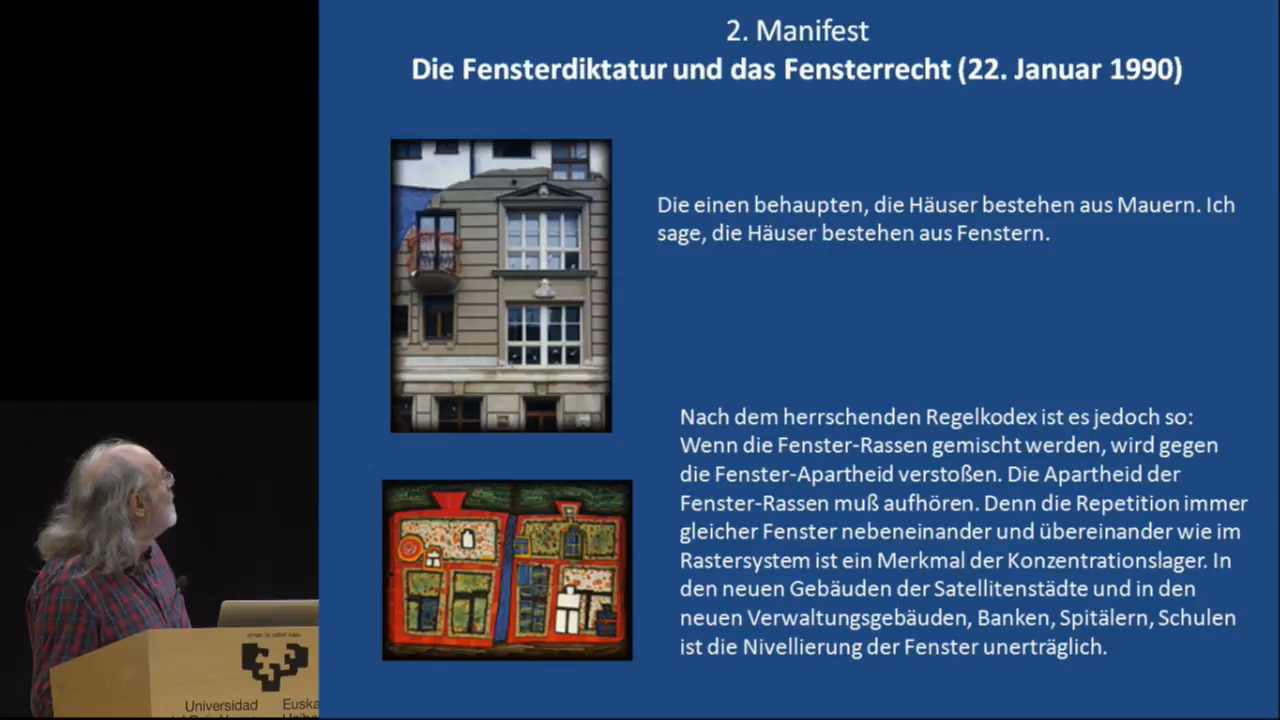 2. Manifest
Die Fensterdiktatur und das Fensterrecht (22. Januar 1990)
Die einen behaupten, die Häuser bestehen aus Mauern. Ich
sage, die Häuser bestehen aus Fenstern.
Nach dem herrschenden Regelkodex ist es jedoch so:
Wenn die Fenster-Rassen gemischt werden, wird gegen
die Fenster-Apartheid verstoßen. Die Apartheid der
Fenster-Rassen muß aufhören. Denn die Repetition immer
gleicher Fenster nebeneinander und übereinander wie im
Rastersystem ist ein Merkmal der Konzentrationslager. In
den neuen Gebäuden der Satellitenstädte und in den
neuen Verwaltungsgebäuden, Banken, Spitälern, Schulen
ist die Nivellierung der Fenster unerträglich.
Universidad Euska